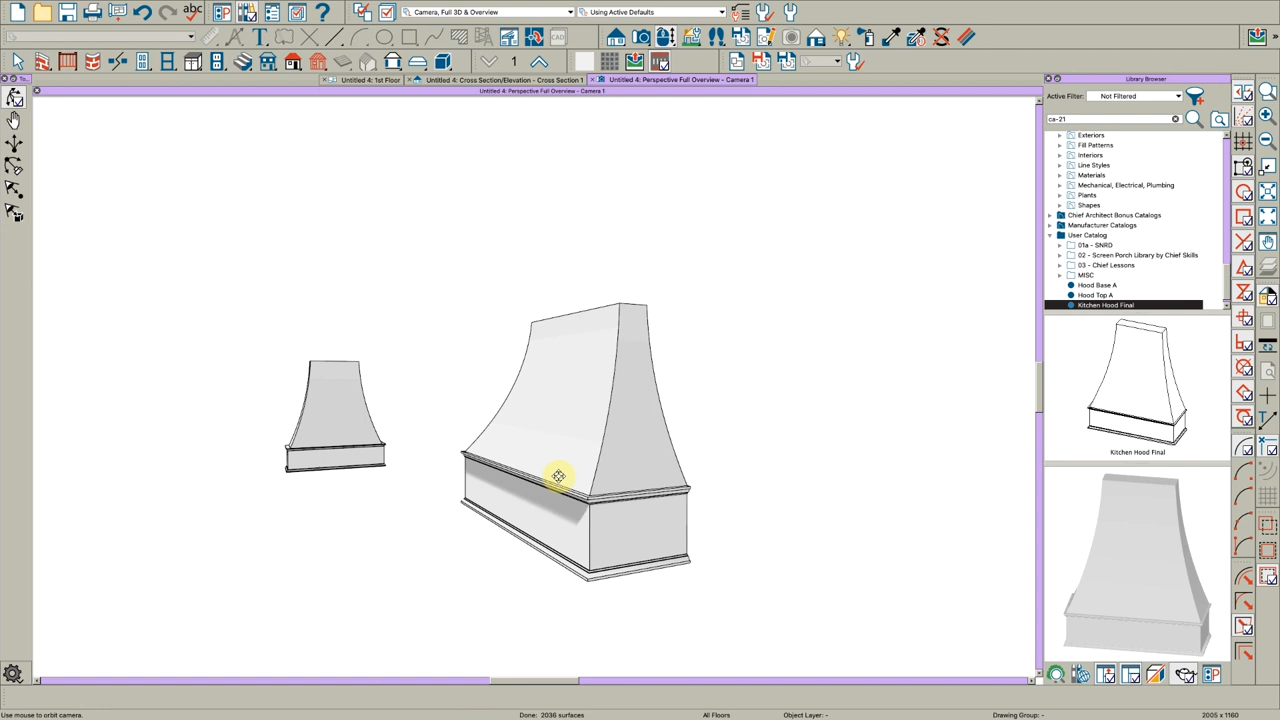 Camera, Full 3D & Overview
Using Active Defaults
abc
CAD
1
Untitled 4: 1st Floor
Untitled 4: Cross Section/Elevation - Cross Section 1
Untitled 4: Perspective Full Overview - Camera 1
Untitled 4: Perspective Full Overview - Camera 1
To...
Library Browser
Active Filter:
Not Filtered
ca-21
Exteriors
Fill Patterns
Interiors
Line Styles
Materials
Mechanical, Electrical, Plumbing
Plants
Shapes
Chief Architect Bonus Catalogs
Manufacturer Catalogs
User Catalog
01a - SNRD
02 - Screen Porch Library by Chief Skills
03 - Chief Lessons
MISC
Hood Base A
Hood Top A
Kitchen Hood Final
Kitchen Hood Final
Use mouse to orbit camera.
Done: 2036 surfaces
All Floors
Object Layer: -
Drawing Group: -
2005 x 1160